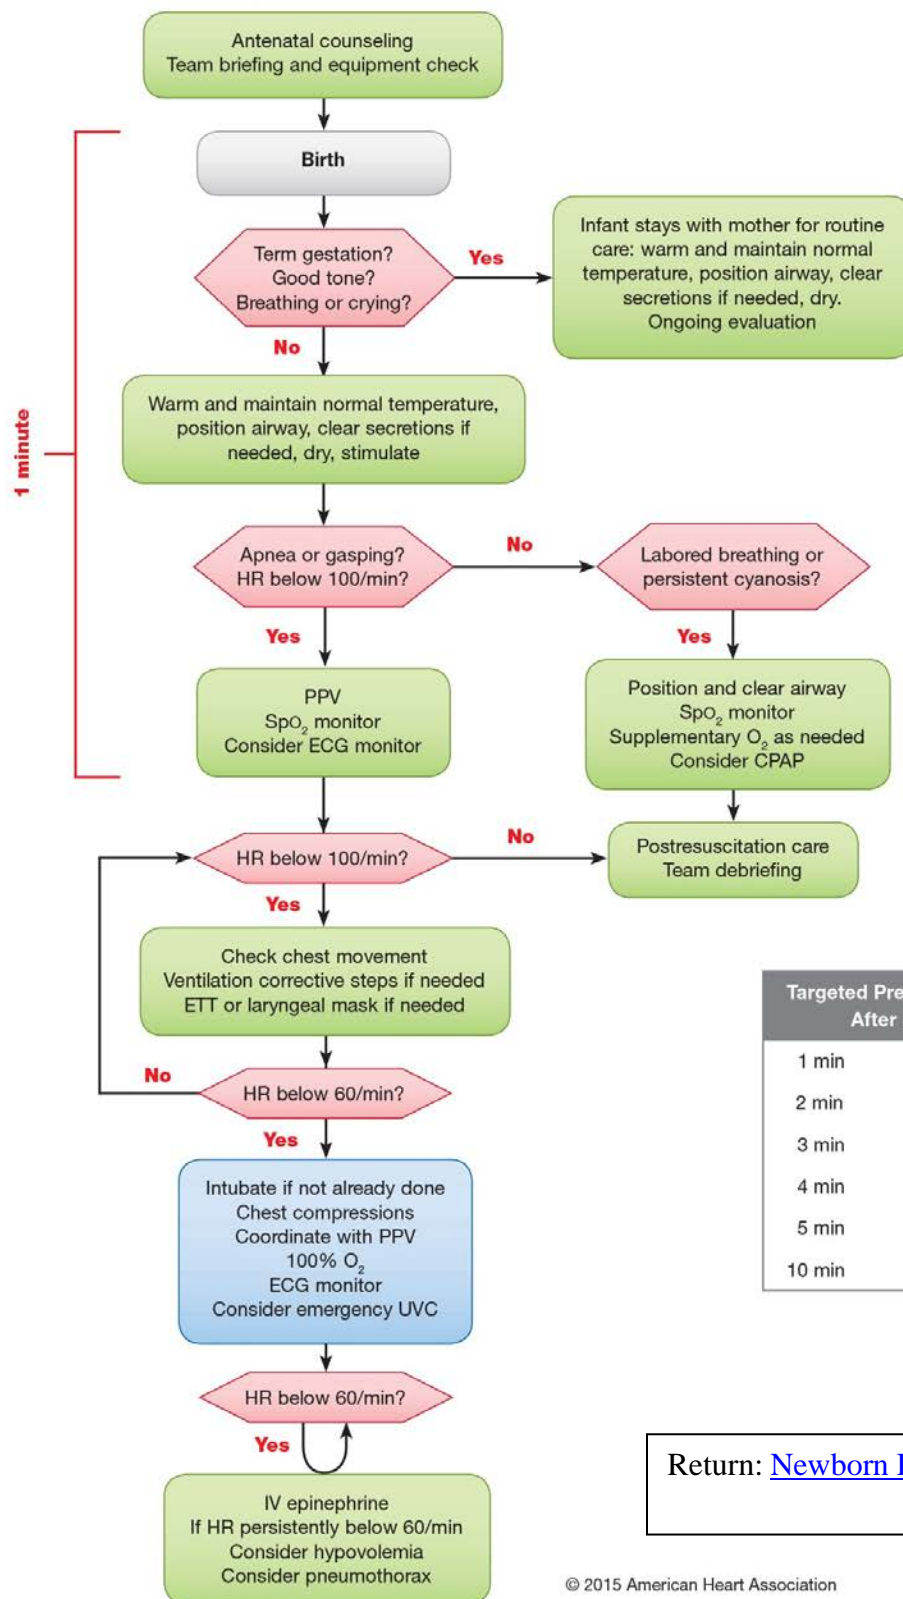 Antenatal counseling
Team briefing and equipment check
Birth
Term gestation?
Good tone?
Breathing or crying?
Yes
Infant stays with mother for routine
care: warm and maintain normal
temperature, position airway, clear
secretions if needed, dry.
Ongoing evaluation
No
1 minute
Warm and maintain normal temperature,
position airway, clear secretions if
needed, dry, stimulate
Apnea or gasping?
HR below 100/min?
No
Labored breathing or
persistent cyanosis?
Yes
Yes
PPV
SpO₂ monitor
Consider ECG monitor
Position and clear airway
SpO₂ monitor
Supplementary O₂ as needed
Consider CPAP
HR below 100/min?
No
Postresuscitation care
Team debriefing
Yes
Check chest movement
Ventilation corrective steps if needed
ETT or laryngeal mask if needed
No
HR below 60/min?
Yes
Intubate if not already done
Chest compressions
Coordinate with PPV
100% O₂
ECG monitor
Consider emergency UVC
HR below 60/min?
Yes
IV epinephrine
If HR persistently below 60/min
Consider hypovolemia
Consider pneumothorax
Targeted Pre
After
1 min
2 min
3 min
4 min
5 min
10 min
Return: Newborn
© 2015 American Heart Association